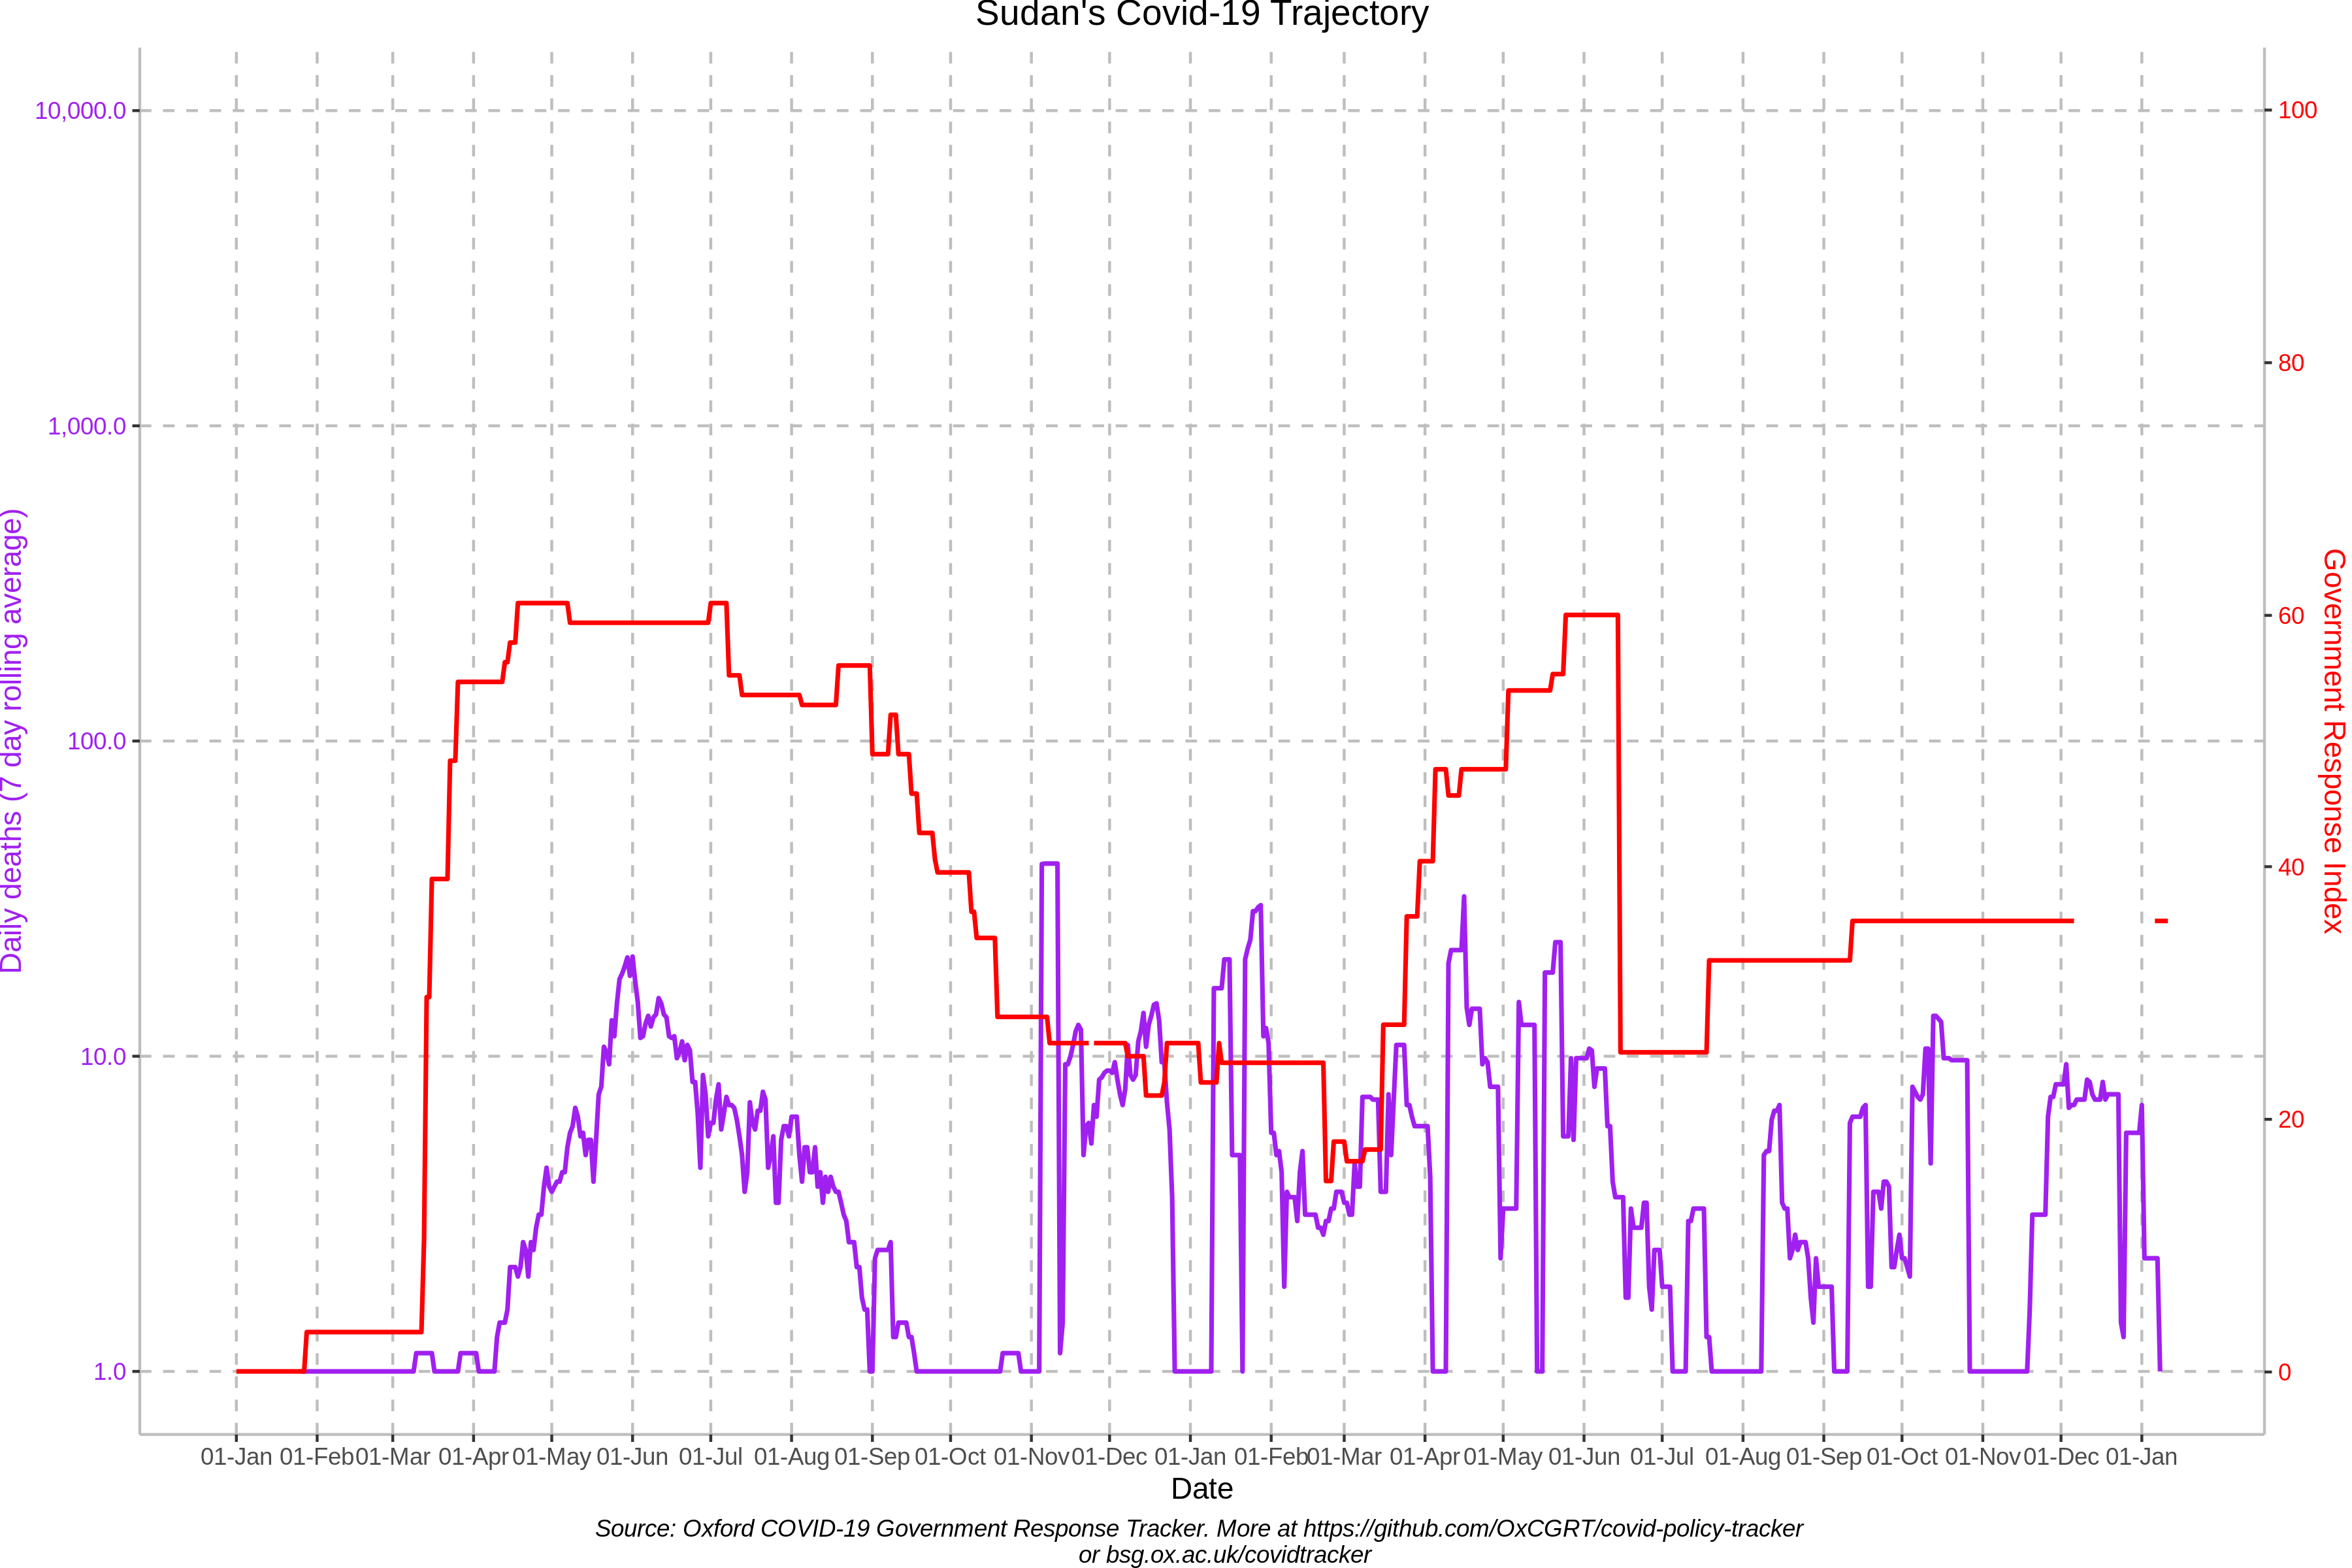 Sudan's Covid-19 Trajectory
10,000.0
1,000.0
100.0
10.0
1.0
Daily deaths (7 day rolling average)
100
80
60
40
20
0
Government Response Index
01-Jan 01-Feb 01-Mar 01-Apr 01-May 01-Jun 01-Jul 01-Aug 01-Sep 01-Oct 01-Nov 01-Dec 01-Jan 01-Feb 01-Mar 01-Apr 01-May 01-Jun 01-Jul 01-Aug 01-Sep 01-Oct 01-Nov 01-Dec 01-Jan
Date
Source: Oxford COVID-19 Government Response Tracker. More at https://github.com/OxCGRT/covid-policy-tracker
or bsg.ox.ac.uk/covidtracker